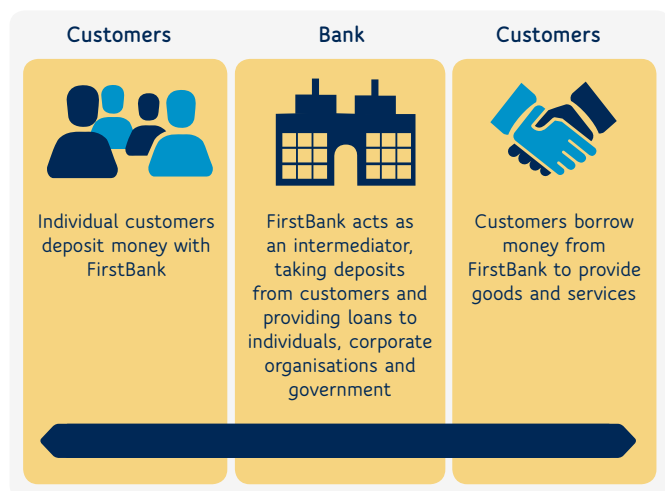 Customers
Bank
Customers
Individual customers
deposit money with
FirstBank
FirstBank acts as
an intermediator,
taking deposits
from customers and
providing loans to
individuals, corporate
organisations and
government
Customers borrow
money from
FirstBank to provide
goods and services